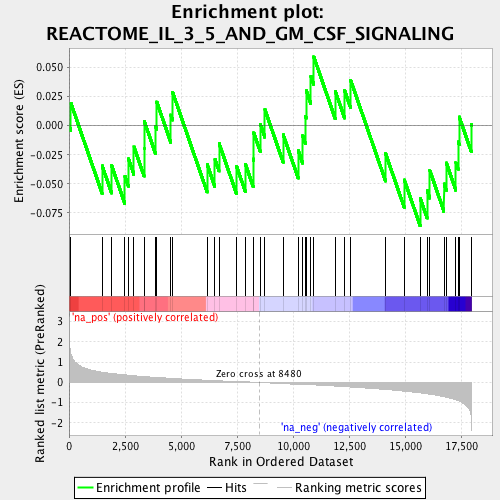 Enrichment plot:
REACTOME_IL_3_5_AND_GM_CSF_SIGNALING
Enrichment score (ES)
0.050
0.025
0.000
-0.025
-0.050
-0.075
'na_pos' (positively correlated)
Ranked list metric (PreRanked)
3
2
1
0
-1
-2
Zero cross at 8480
'na_neg' (negatively correlated)
0
2,500
5,000
7,500
10,000
12,500
15,000
17,500
Rank in Ordered Dataset
Enrichment profile
Hits
Ranking metric scores